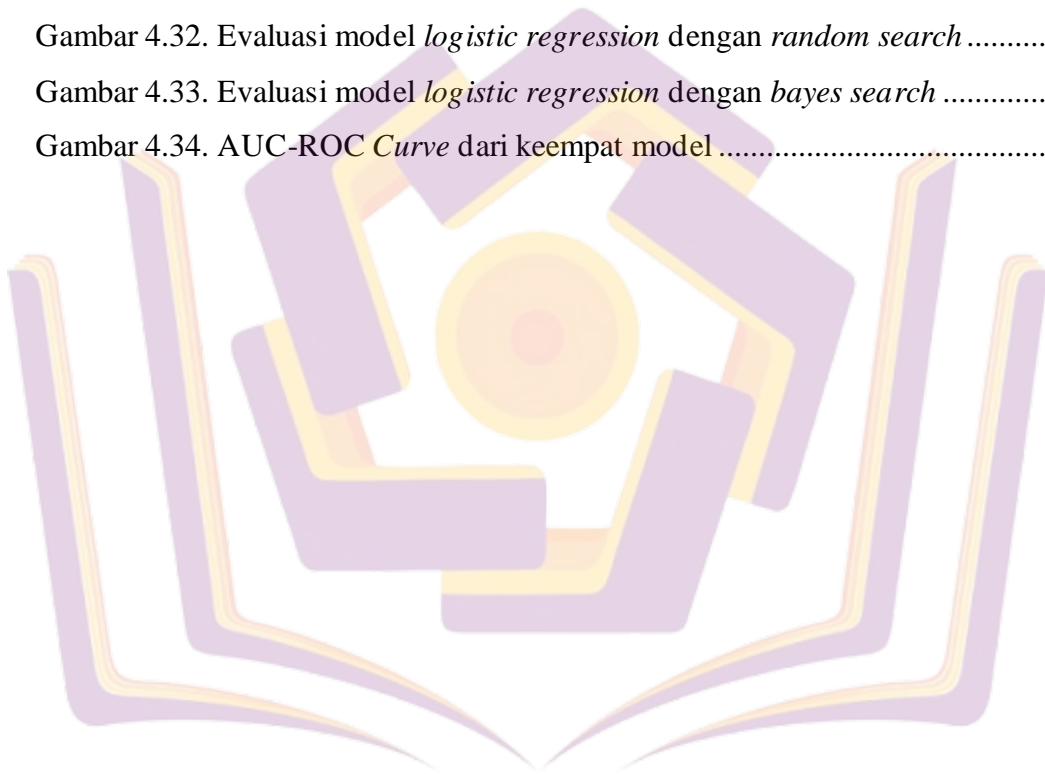 Gambar 4.32. Evaluasi model logistic regression dengan random search ..........
Gambar 4.33. Evaluasi model logistic regression dengan bayes search .............
Gambar 4.34. AUC-ROC Curve dari keempat model .....................................